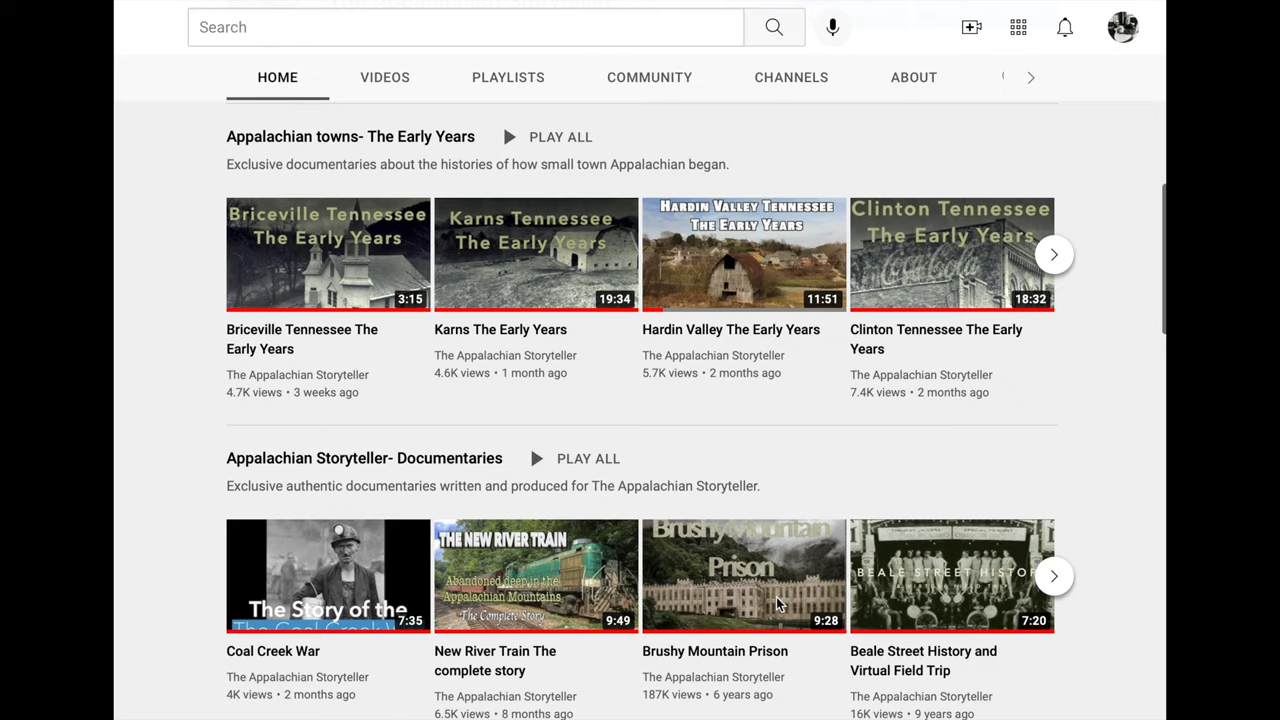 Search
HOME VIDEOS PLAYLISTS COMMUNITY CHANNELS ABOUT
Appalachian towns- The Early Years PLAY ALL
Exclusive documentaries about the histories of how small town Appalachian began.
Briceville Tennessee
The Early Years
3:15
Karns Tennessee
The Early Years
19:34
HARDIN VALLEY TENNESSEE
THE EARLY YEARS
11:51
Clinton Tennessee
The Early Years
Coca-Cola
18:32
Briceville Tennessee The
Early Years
The Appalachian Storyteller
4.7K views • 3 weeks ago
Karns The Early Years
The Appalachian Storyteller
4.6K views • 1 month ago
Hardin Valley The Early Years
The Appalachian Storyteller
5.7K views • 2 months ago
Clinton Tennessee The Early
Years
The Appalachian Storyteller
7.4K views • 2 months ago
Appalachian Storyteller- Documentaries PLAY ALL
Exclusive authentic documentaries written and produced for The Appalachian Storyteller.
The Story of the
The Coal Creek
7:35
THE NEW RIVER TRAIN
Abandoned deep in the
Appalachian Mountains
-The Complete Story
9:49
Brushy Mountain
Prison
9:28
BEALE STREET HISTOR
7:20
Coal Creek War
The Appalachian Storyteller
4K views • 2 months ago
New River Train The
complete story
The Appalachian Storyteller
6.5K views • 8 months ago
Brushy Mountain Prison
The Appalachian Storyteller
187K views • 6 years ago
Beale Street History and
Virtual Field Trip
The Appalachian Storyteller
16K views • 9 years ago